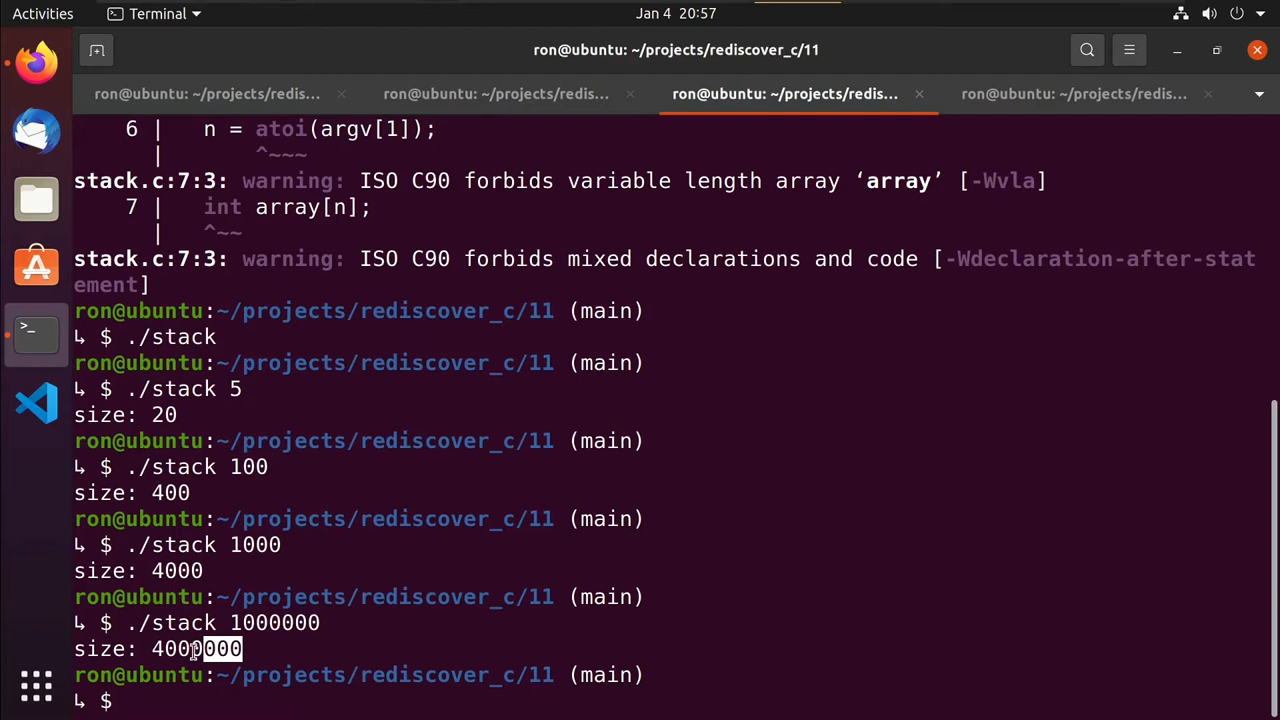 Activities
Terminal
Jan 4 20:57
ron@ubuntu: ~/projects/rediscover_c/11
ron@ubuntu: ~/projects/redis...
ron@ubuntu: ~/projects/redis...
ron@ubuntu: ~/projects/redis...
ron@ubuntu: ~/projects/redis...
6 |   n = atoi(argv[1]);
|       ^~~~
stack.c:7:3: warning: ISO C90 forbids variable length array ‘array’ [-Wvla]
7 |   int array[n];
|   ^~~
stack.c:7:3: warning: ISO C90 forbids mixed declarations and code [-Wdeclaration-after-stat
ement]
ron@ubuntu:~/projects/rediscover_c/11 (main)
↳ $ ./stack
ron@ubuntu:~/projects/rediscover_c/11 (main)
↳ $ ./stack 5
size: 20
ron@ubuntu:~/projects/rediscover_c/11 (main)
↳ $ ./stack 100
size: 400
ron@ubuntu:~/projects/rediscover_c/11 (main)
↳ $ ./stack 1000
size: 4000
ron@ubuntu:~/projects/rediscover_c/11 (main)
↳ $ ./stack 1000000
size: 4000000
ron@ubuntu:~/projects/rediscover_c/11 (main)
↳ $